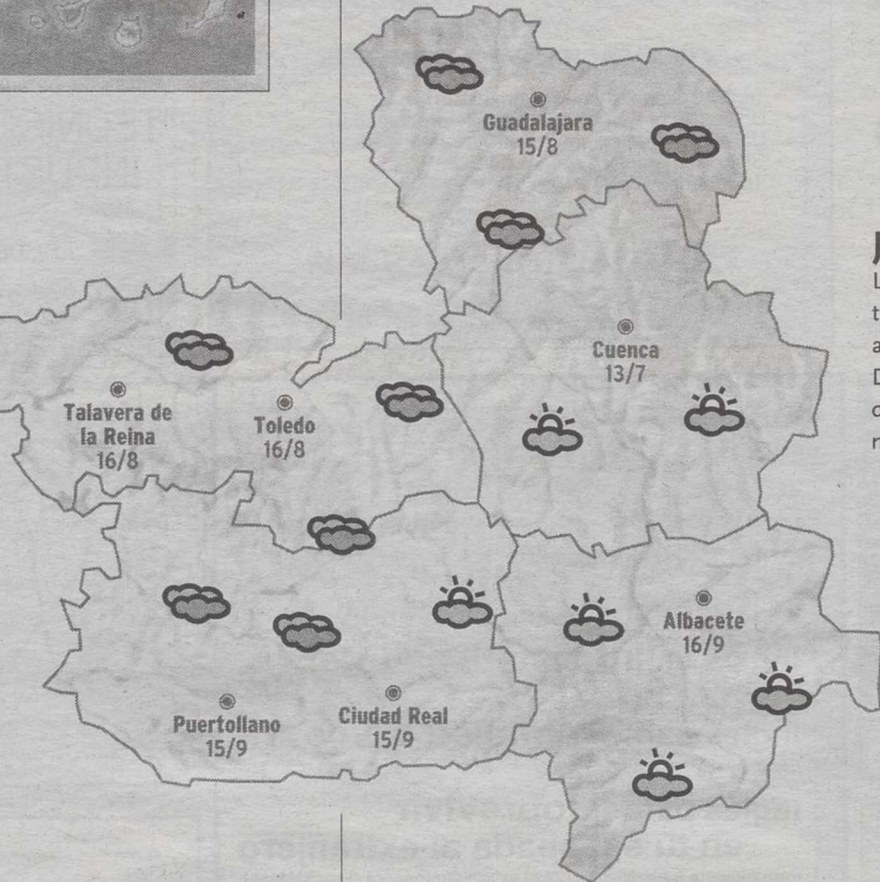 Guadalajara
15/8
Cuenca
13/7
Talavera de
la Reina
16/8
Toledo
16/8
Albacete
16/9
Puertollano
15/9
Ciudad Real
15/9